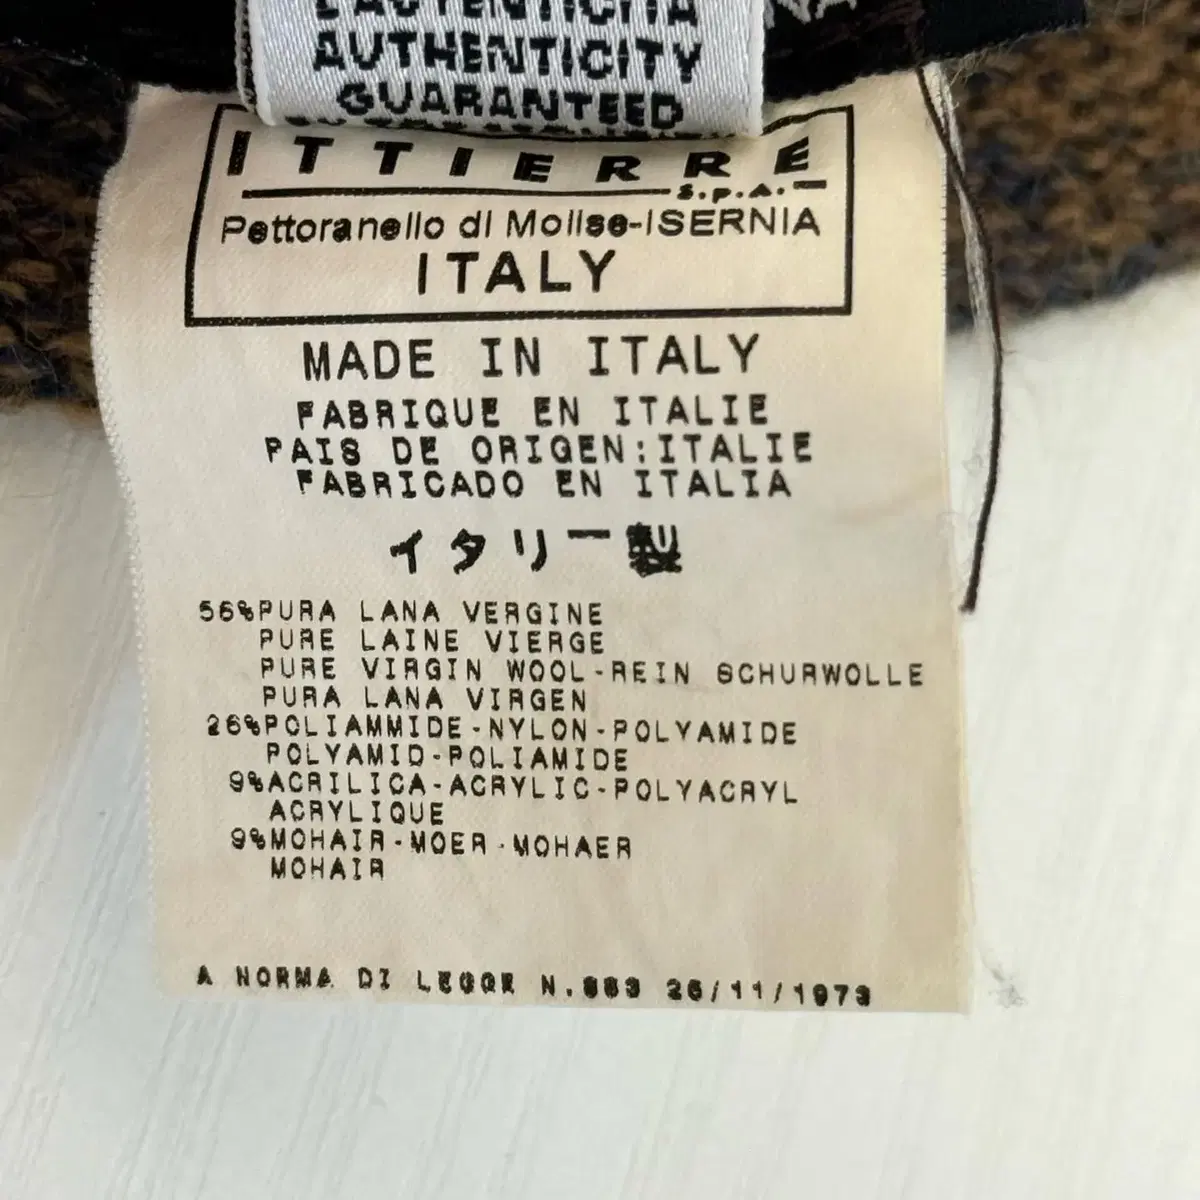 L'AUTENTICITÀ
AUTHENTICITY
GUARANTEED
ITTIERRE
S.p.A.
Pettoranello di Molise-ISERNIA
ITALY
MADE IN ITALY
FABRIQUE EN ITALIE
PAIS DE ORIGEN:ITALIE
FABRICADO EN ITALIA
イタリー製
56%PURA LANA VERGINE
PURE LAINE VIERGE
PURE VIRGIN WOOL-REIN SCHURWOLLE
PURA LANA VIRGEN
26%POLIAMMIDE-NYLON-POLYAMIDE
POLYAMID-POLIAMIDE
9%ACRILICA-ACRYLIC-POLYACRYL
ACRYLIQUE
9%MOHAIR-MOER-MOHAER
MOHAIR
A NORMA DI LEGGE N.883 26/11/1973